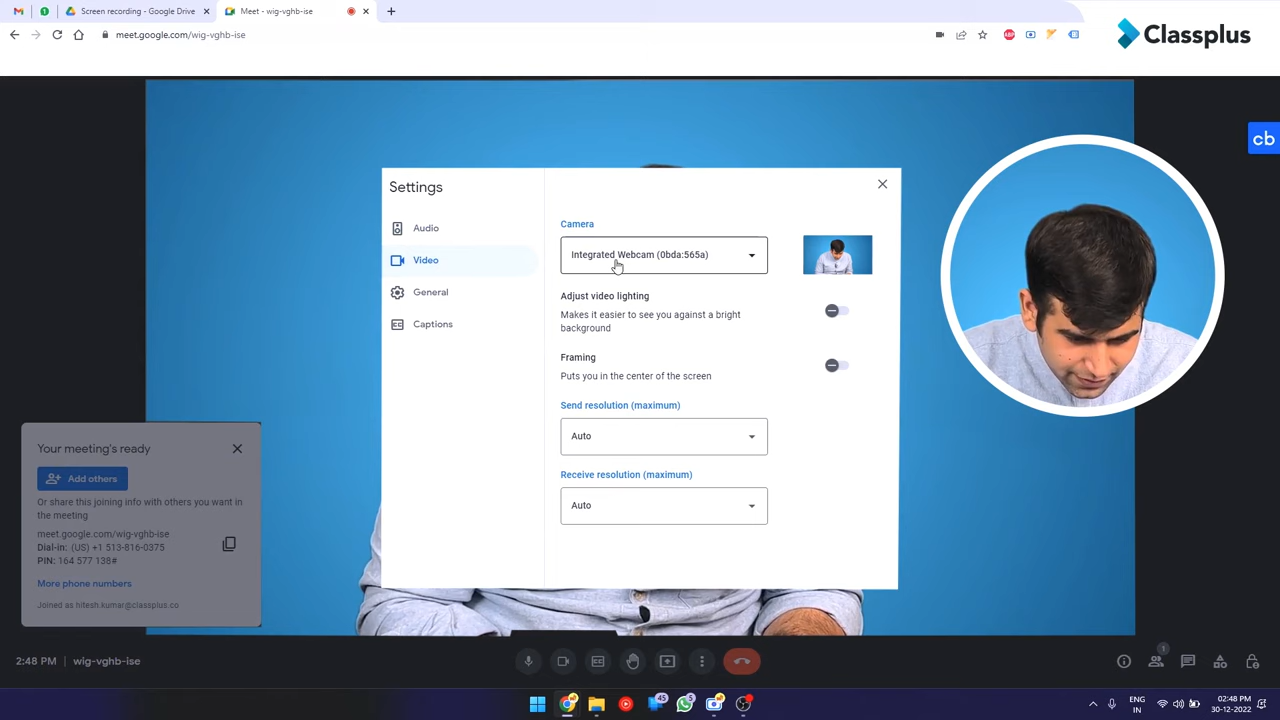 Screen recording - Google Drive
Meet - wig-vghb-ise
meet.google.com/wig-vghb-ise
ABP
Classplus
cb
Settings
Audio
Video
General
Captions
Camera
Integrated Webcam (0bda:565a)
Adjust video lighting
Makes it easier to see you against a bright
background
Framing
Puts you in the center of the screen
Send resolution (maximum)
Auto
Receive resolution (maximum)
Auto
Your meeting's ready
Add others
Or share this joining info with others you want in
the meeting
meet.google.com/wig-vghb-ise
Dial-in: (US) +1 513-816-0375
PIN: 164 577 138#
More phone numbers
Joined as hitesh.kumar@classplus.co
2:48 PM | wig-vghb-ise
CC
1
45
5
ENG
IN
02:48 PM
30-12-2022